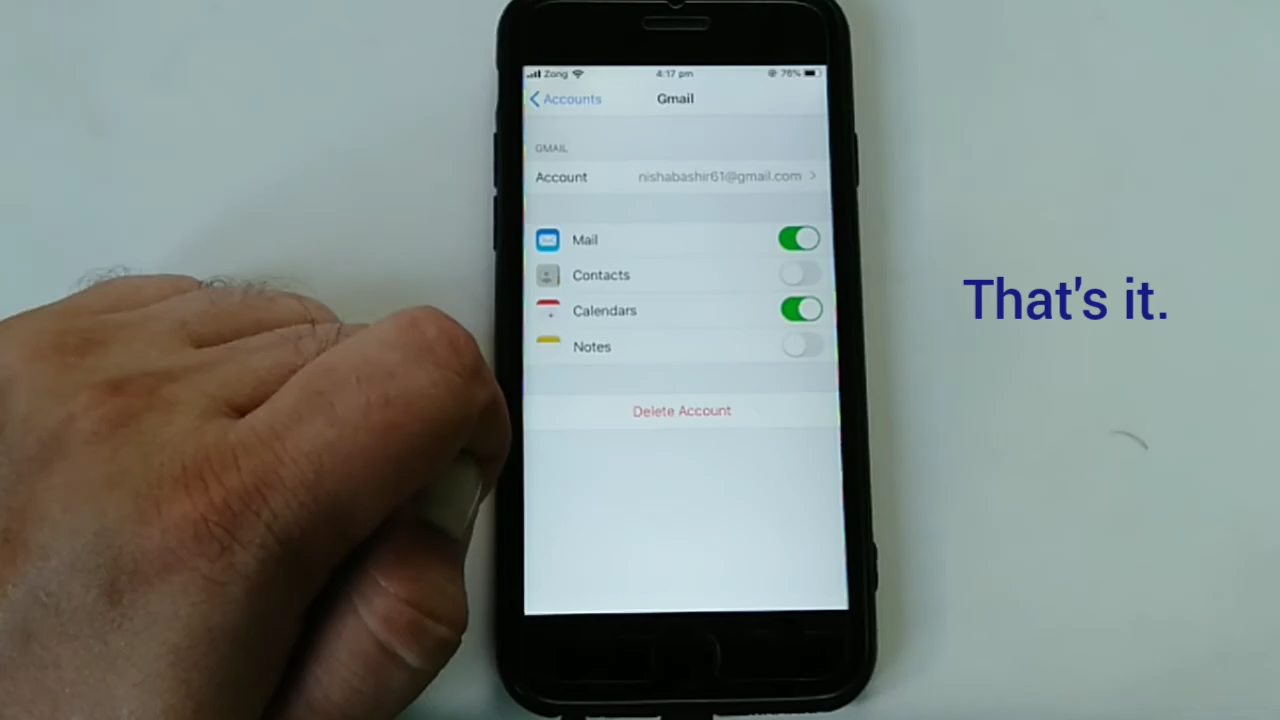 Zong 4:17 pm 76%
Accounts Gmail
GMAIL
Account nishabashir61@gmail.com
Mail
Contacts
Calendars
Notes
Delete Account
That's it.